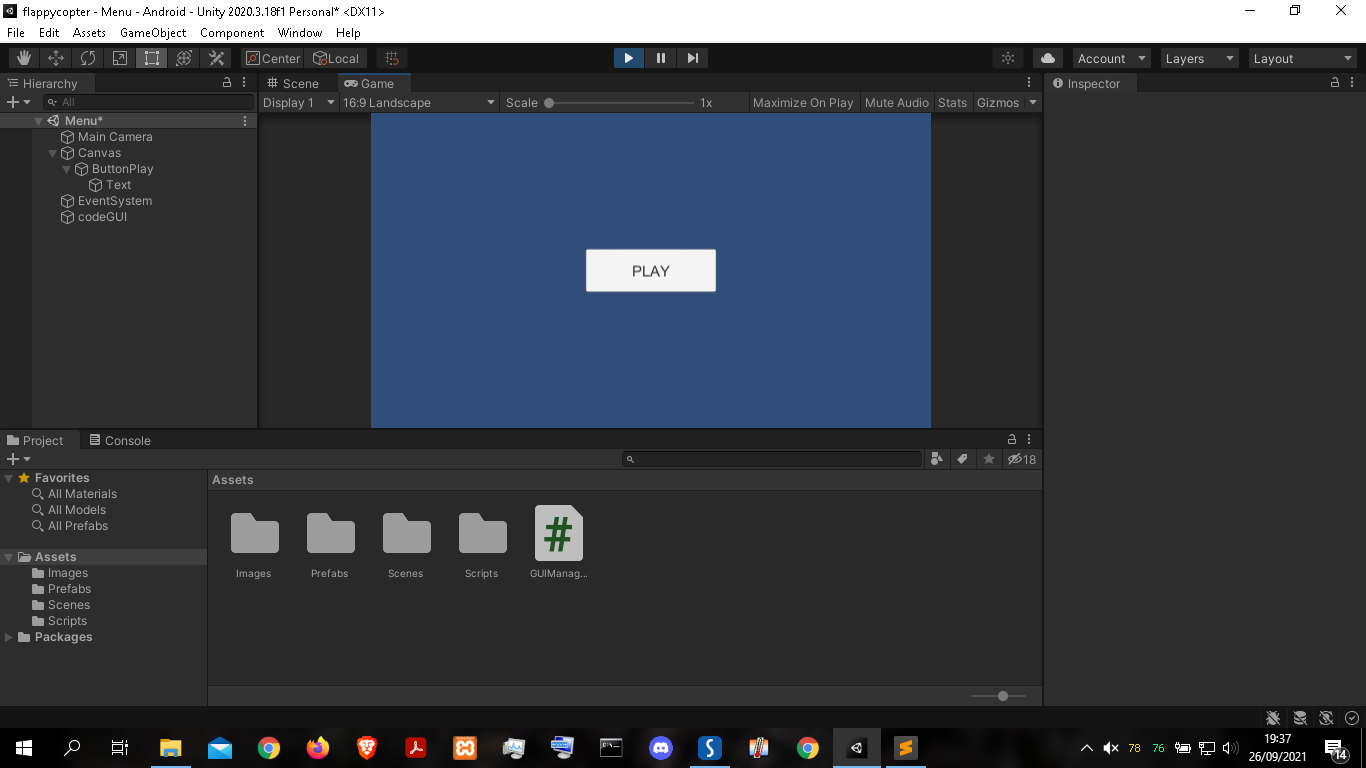 flappycopter - Menu - Android - Unity 2020.3.18f1 Personal* <DX11>
File Edit Assets GameObject Component Window Help
Center Local Account Layers Layout
Hierarchy
All
Menu*
Main Camera
Canvas
ButtonPlay
Text
EventSystem
codeGUI
Scene Game
Display 1 16:9 Landscape Scale 1x Maximize On Play Mute Audio Stats Gizmos
PLAY
Inspector
Project Console
18
Favorites
All Materials
All Models
All Prefabs
Assets
Images
Prefabs
Scenes
Scripts
Packages
Assets
#
Images Prefabs Scenes Scripts GUIManag...
78 76 19:37
26/09/2021
14